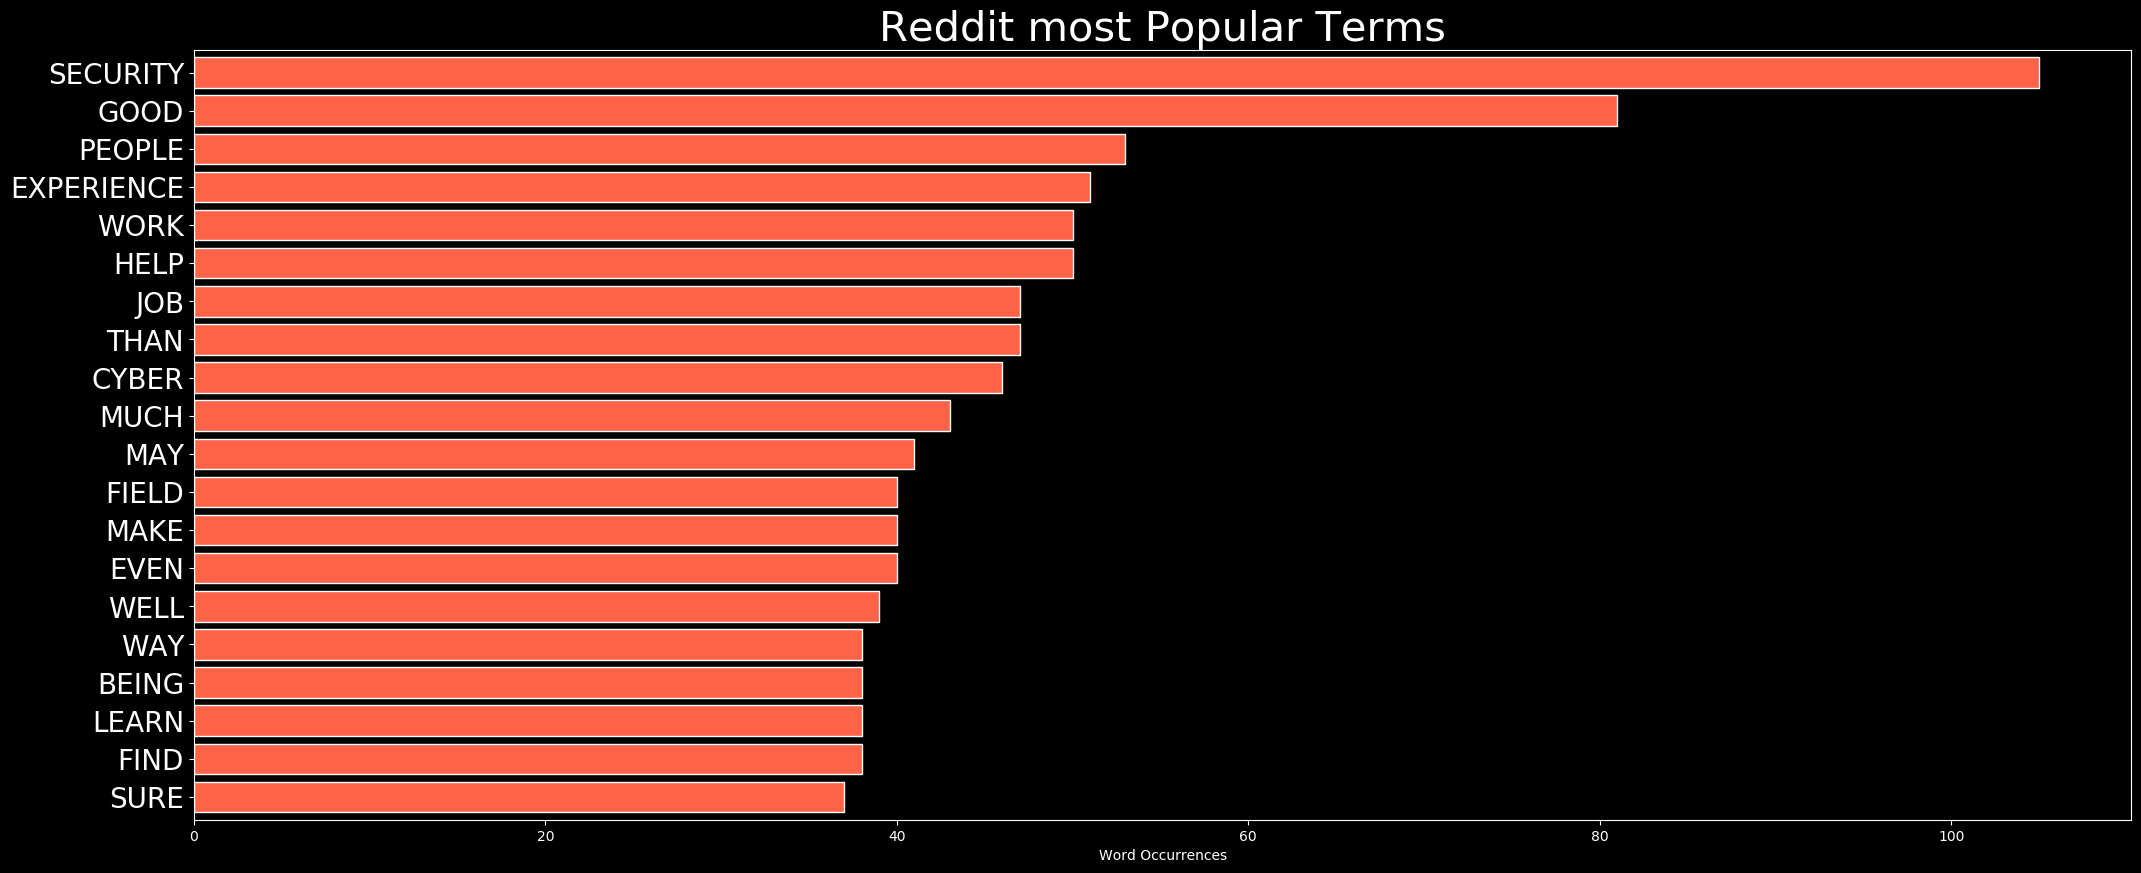 Reddit most Popular Terms
SECURITY
GOOD
PEOPLE
EXPERIENCE
WORK
HELP
JOB
THAN
CYBER
MUCH
MAY
FIELD
MAKE
EVEN
WELL
WAY
BEING
LEARN
FIND
SURE
0 20 40 60 80 100
Word Occurrences